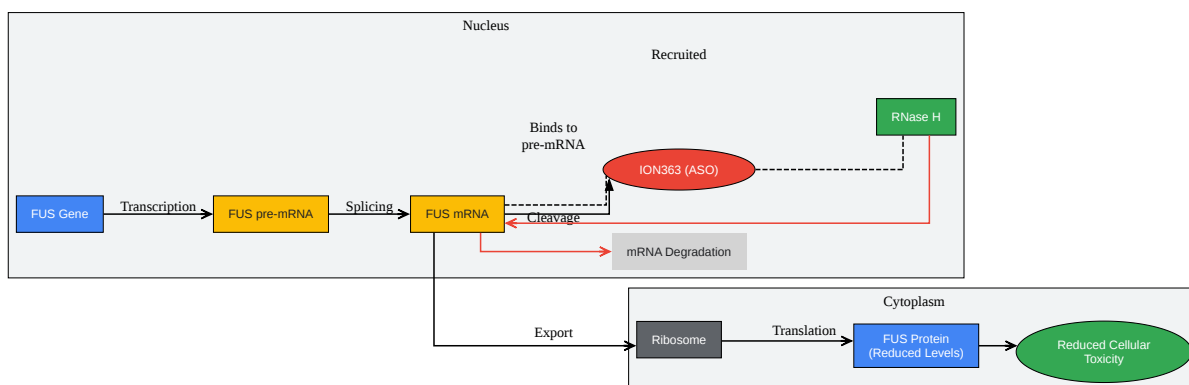 Nucleus
Recruited
RNase H
Binds to
pre-mRNA
ION363 (ASO)
FUS Gene
Transcription
FUS pre-mRNA
Splicing
FUS mRNA
Cleavage
mRNA Degradation
Cytoplasm
Export
Ribosome
Translation
FUS Protein
(Reduced Levels)
Reduced Cellular
Toxicity